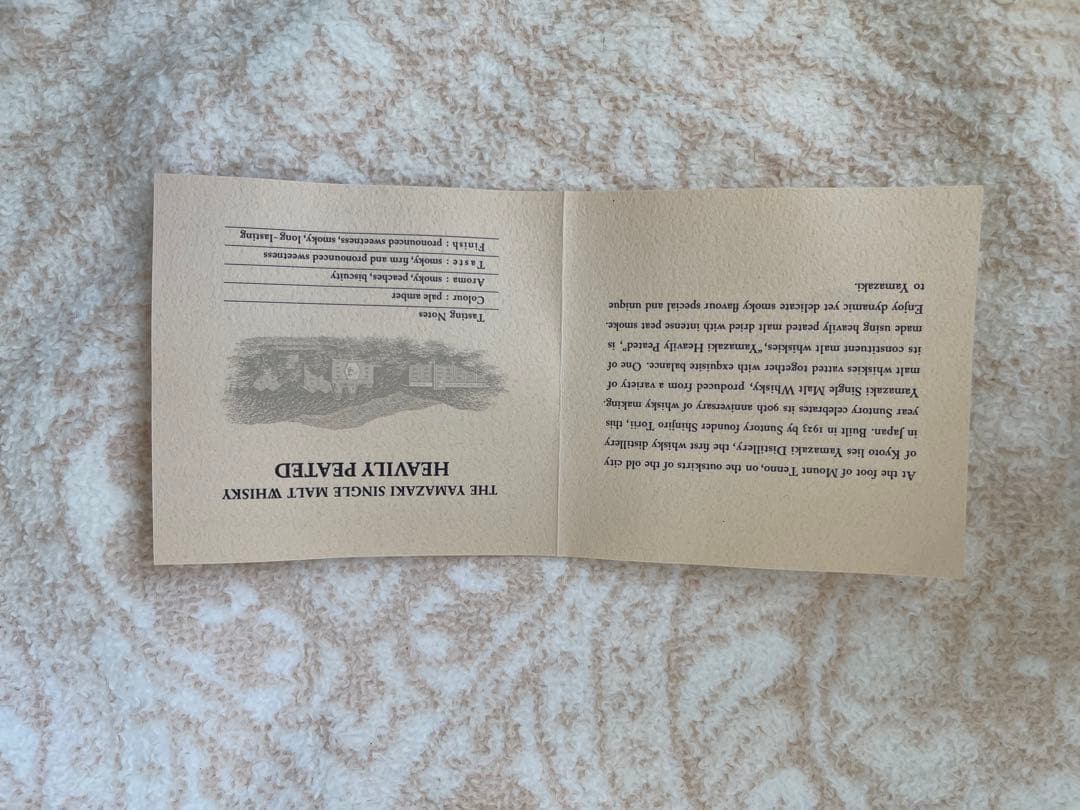 At the foot of Mount Tenno, on the outskirts of the old city
of Kyoto lies Yamazaki Distillery, the first whisky distillery
in Japan. Built in 1923 by Suntory founder Shinjiro Torii, this
year Suntory celebrates its 90th anniversary of whisky making.
Yamazaki Single Malt Whisky, produced from a variety of
malt whiskies vatted together with exquisite balance. One of
its constituent malt whiskies, "Yamazaki Heavily Peated", is
made using heavily peated malt dried with intense peat smoke.
Enjoy dynamic yet delicate smoky flavour special and unique
to Yamazaki.
THE YAMAZAKI SINGLE MALT WHISKY
HEAVILY PEATED
Tasting Notes
Colour : pale amber
Aroma : smoky, peaches, biscuity
Taste : smoky, firm and pronounced sweetness
Finish : pronounced sweetness, smoky, long-lasting